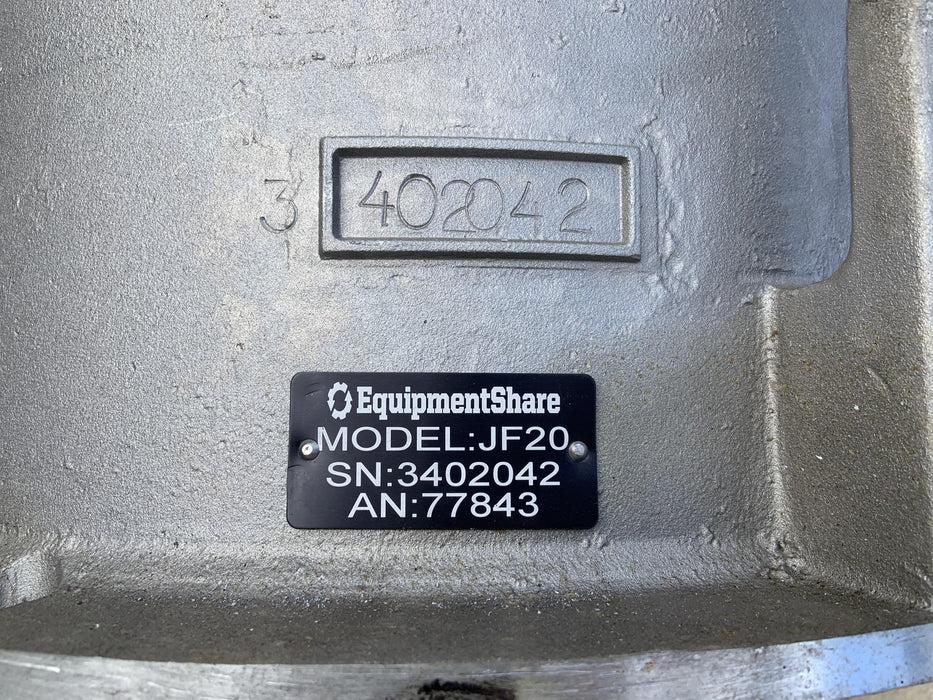 3 402042
EquipmentShare
MODEL:JF20
SN:3402042
AN:77843